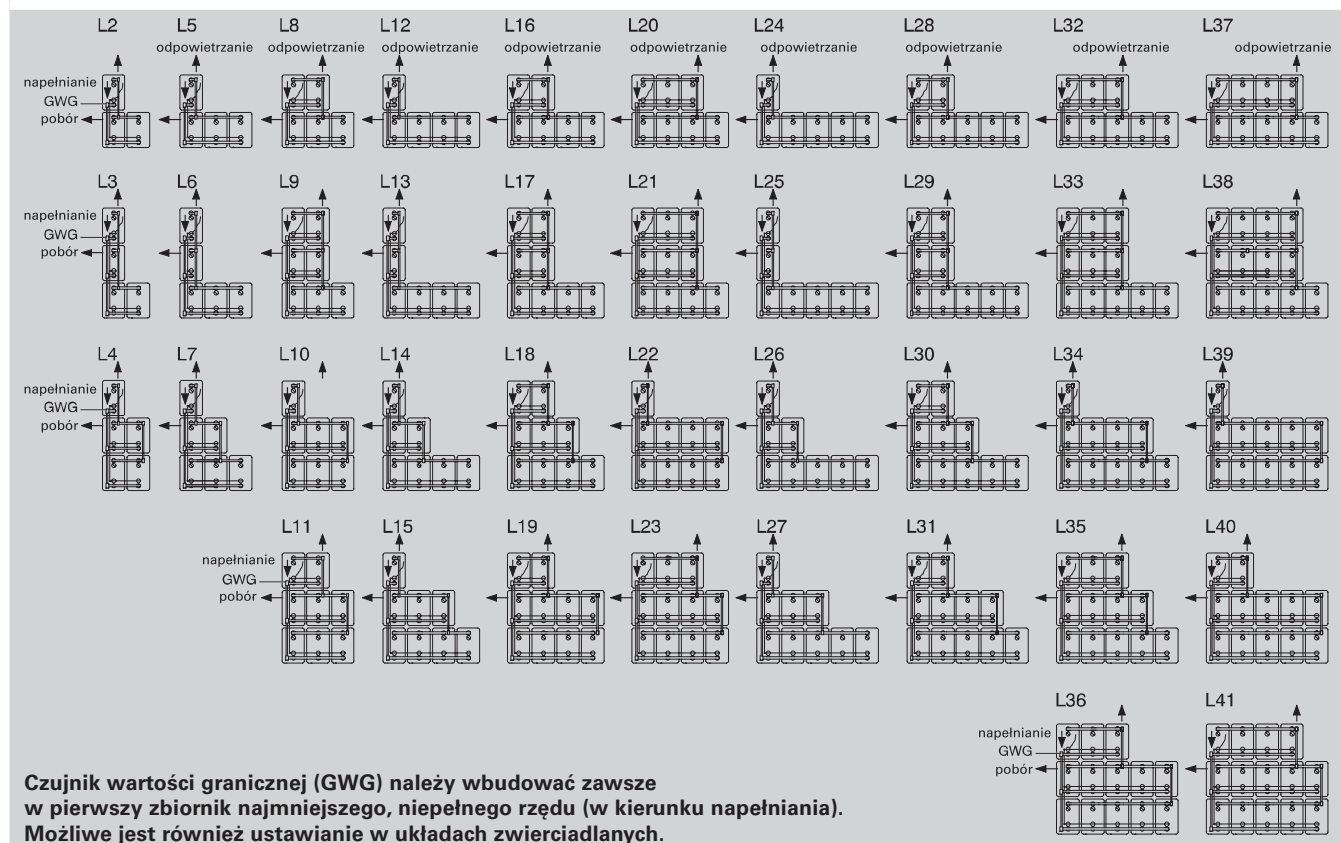 L2 L5 L8 L12 L16 L20 L24 L28 L32 L37
odpowietrzanie odpowietrzanie odpowietrzanie odpowietrzanie odpowietrzanie odpowietrzanie odpowietrzanie odpowietrzanie odpowietrzanie
napełnianie
GWG
pobór
L3 L6 L9 L13 L17 L21 L25 L29 L33 L38
napełnianie
GWG
pobór
L4 L7 L10 L14 L18 L22 L26 L30 L34 L39
napełnianie
GWG
pobór
L11 L15 L19 L23 L27 L31 L35 L40
napełnianie
GWG
pobór
L36 L41
napełnianie
GWG
pobór
Czujnik wartości granicznej (GWG) należy wbudować zawsze
w pierwszy zbiornik najmniejszego, niepełnego rzędu (w kierunku napełniania).
Możliwe jest również ustawianie w układach zwierciadlanych.